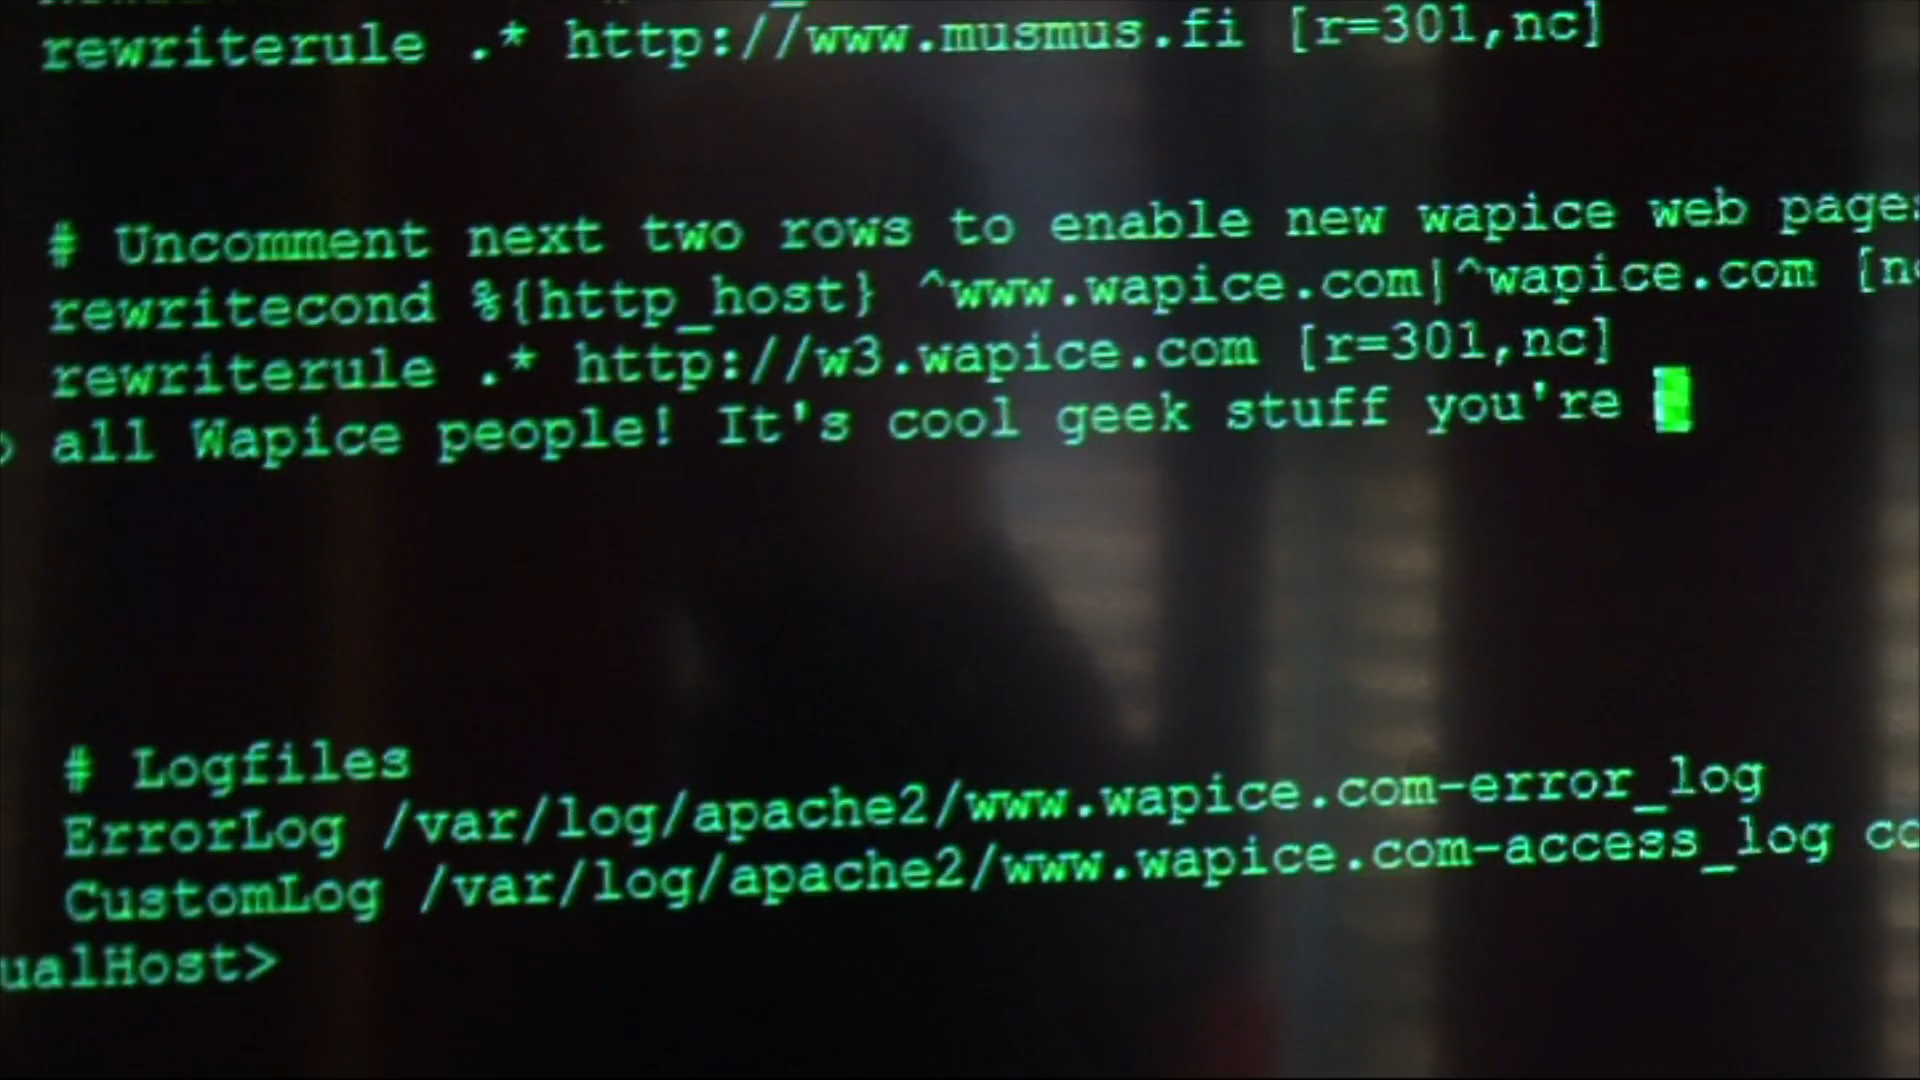 rewriterule .* http://www.musmus.fi [r=301,nc]
# Uncomment next two rows to enable new wapice web pages
rewritecond %{http_host} ^www.wapice.com|^wapice.com [nc
rewriterule .* http://w3.wapice.com [r=301,nc]
all Wapice people! It's cool geek stuff you're
# Logfiles
ErrorLog /var/log/apache2/www.wapice.com-error_log
CustomLog /var/log/apache2/www.wapice.com-access_log co
ualHost>